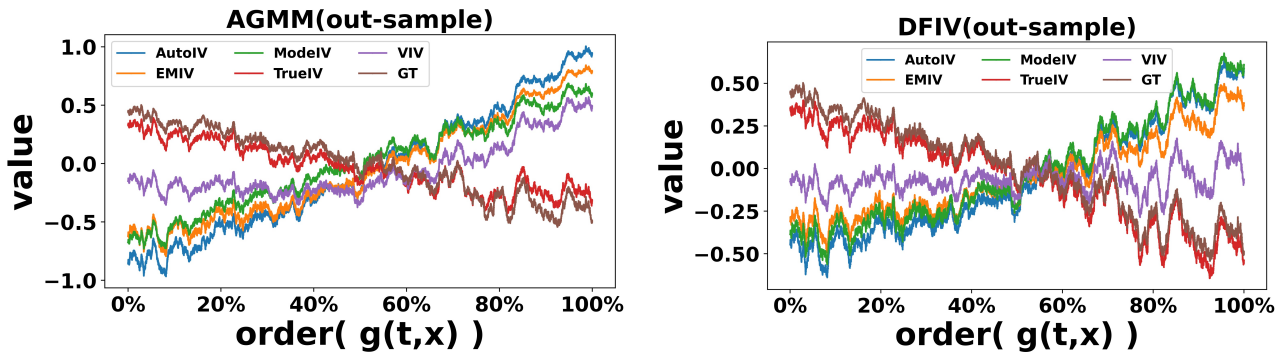 AGMM(out-sample)
AutoIV
ModeIV
VIV
EMIV
TrueIV
GT
value
1.0
0.5
0.0
−0.5
−1.0
0%
20%
40%
60%
80%
100%
order( g(t,x) )
DFIV(out-sample)
AutoIV
ModeIV
VIV
EMIV
TrueIV
GT
value
0.50
0.25
0.00
−0.25
−0.50
0%
20%
40%
60%
80%
100%
order( g(t,x) )